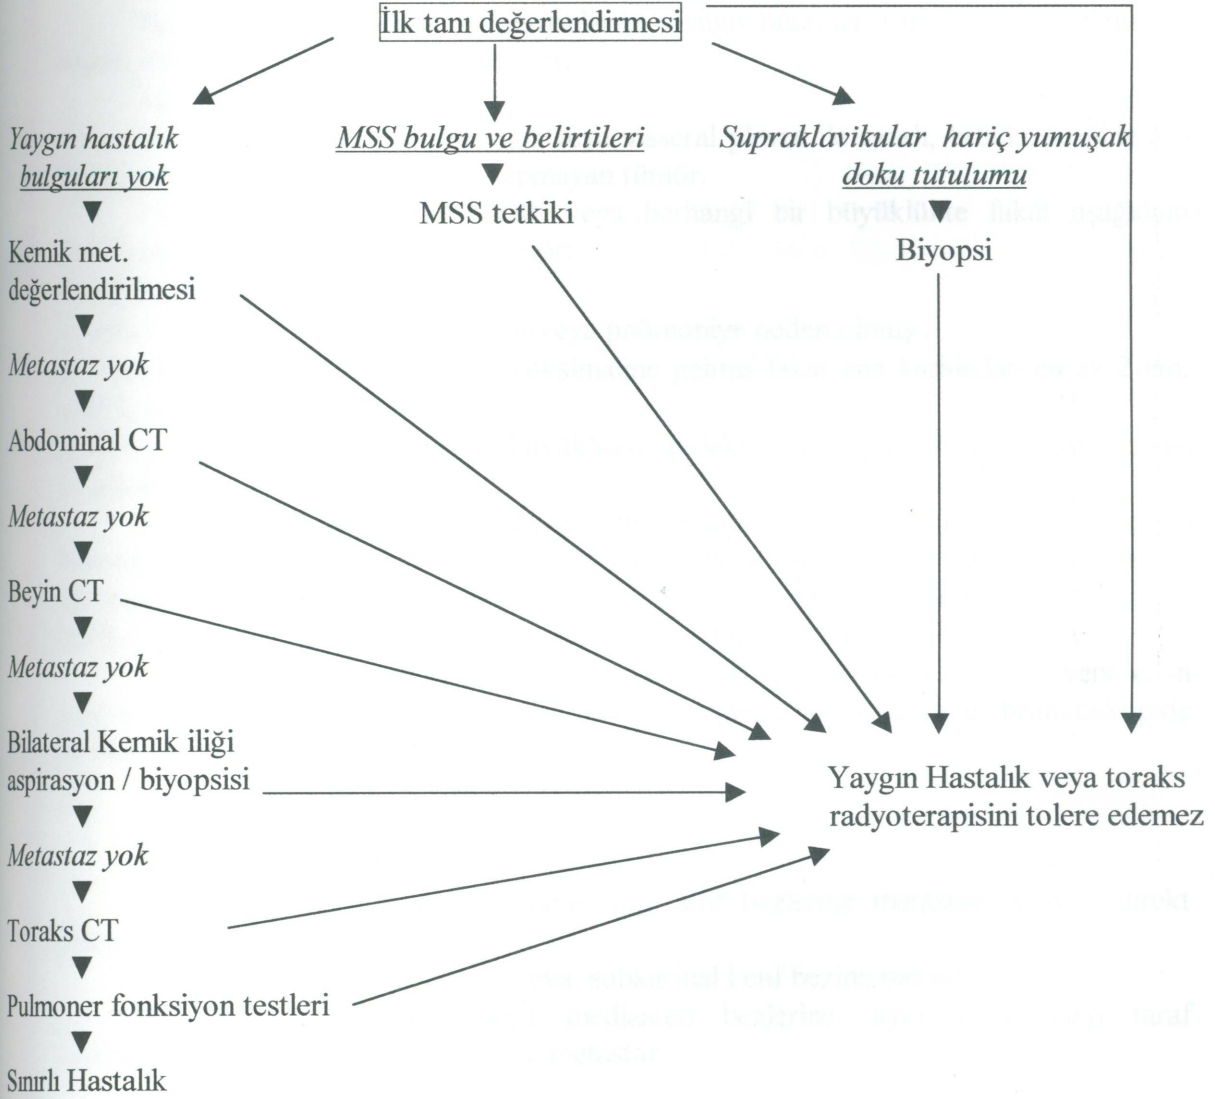 İlk tanı değerlendirmesi
Yaygın hastalık
bulguları yok
MSS bulgu ve belirtileri
Supraklavikular hariç yumuşak
doku tutulumu
MSS tetkiki
Biyopsi
Kemik met.
değerlendirilmesi
Metastaz yok
Abdominal CT
Metastaz yok
Beyin CT
Metastaz yok
Bilateral Kemik iliği
aspirasyon / biyopsisi
Yaygın Hastalık veya toraks
radyoterapisini tolere edemez
Metastaz yok
Toraks CT
Pulmoner fonksiyon testleri
Sınırlı Hastalık